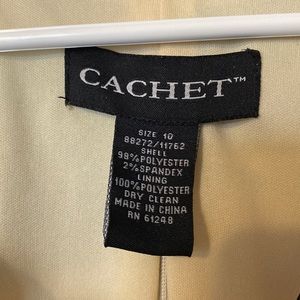 CACHET™
SIZE 10
88272/11762
SHELL
98%POLYESTER
2%SPANDEX
LINING
100%POLYESTER
DRY CLEAN
MADE IN CHINA
RN 61248